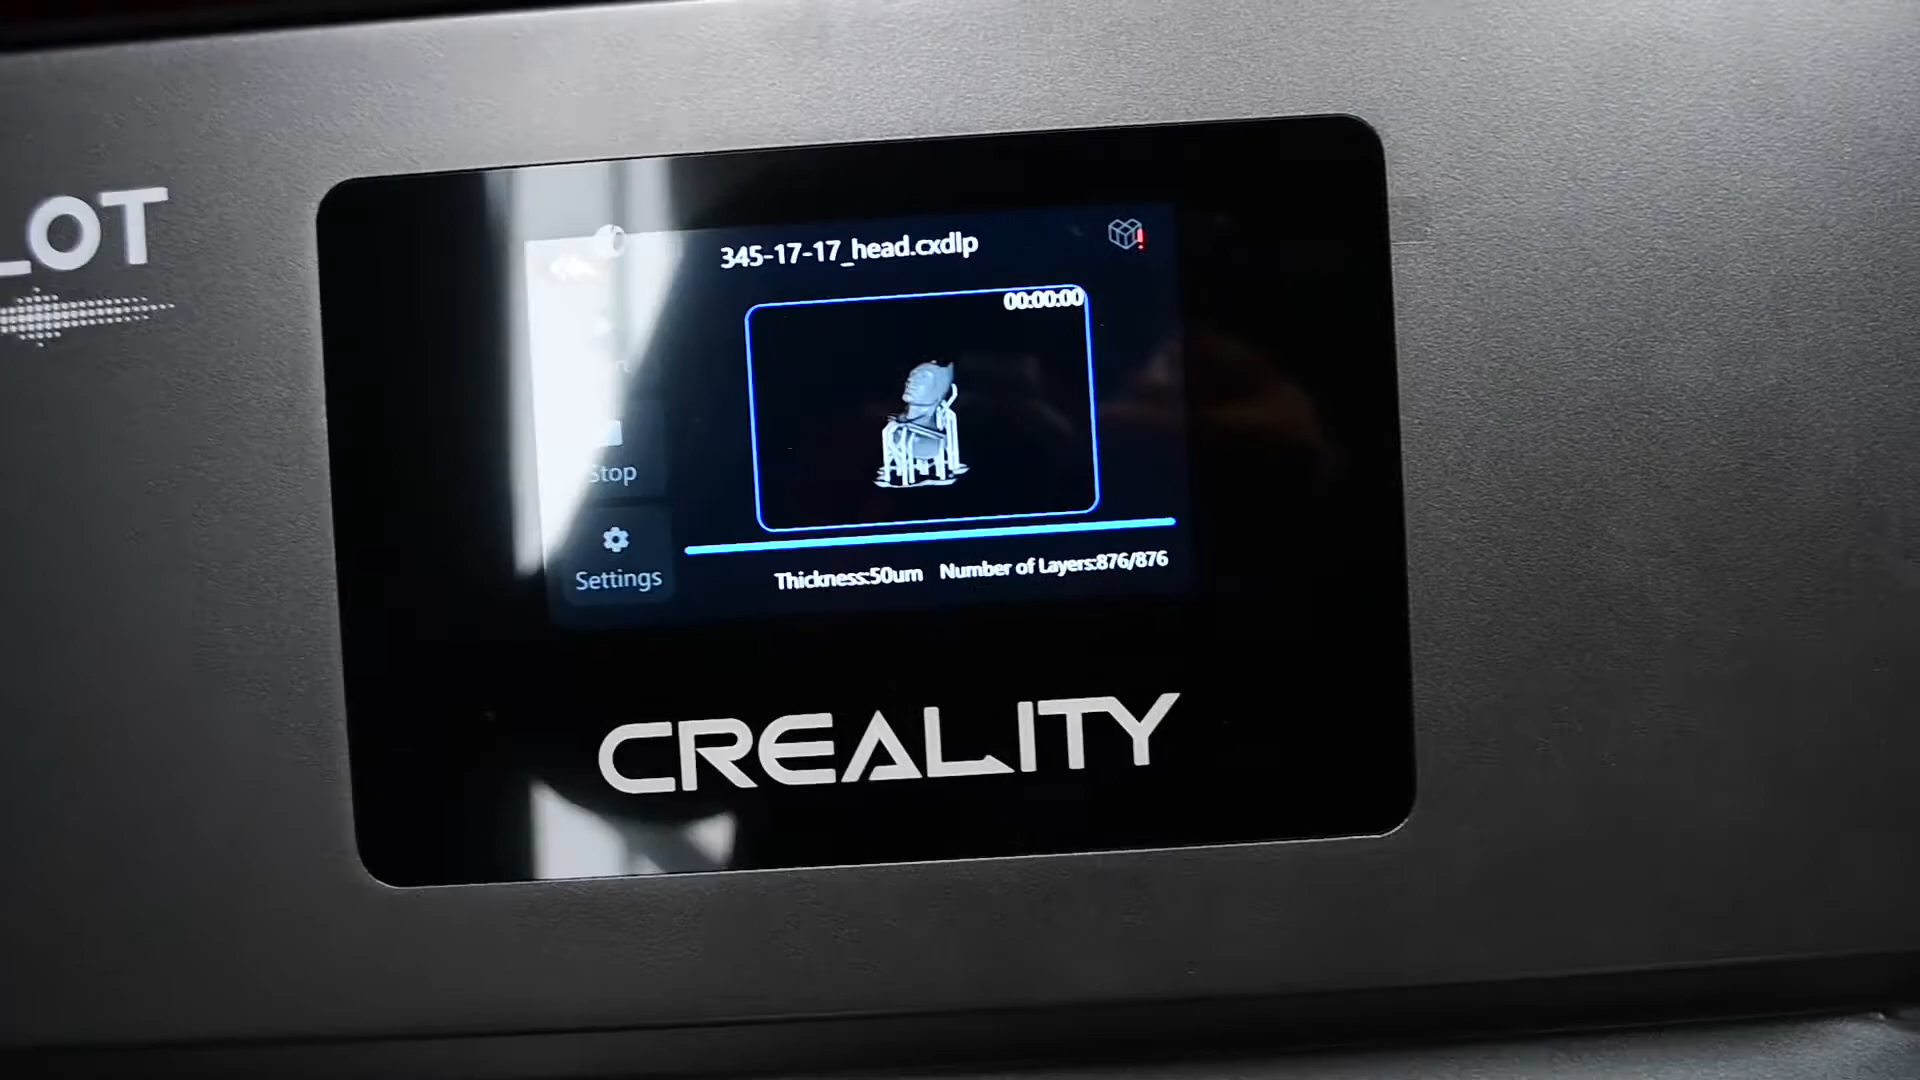 LOT
345-17-17_head.cxdlp
00:00:00
Stop
Settings
Thickness:50um Number of Layers:876/876
CREALITY